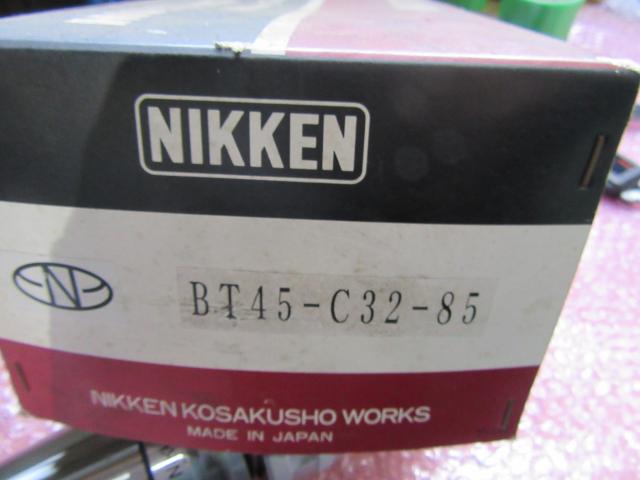 NIKKEN
N
BT45-C32-85
NIKKEN KOSAKUSHO WORKS
MADE IN JAPAN